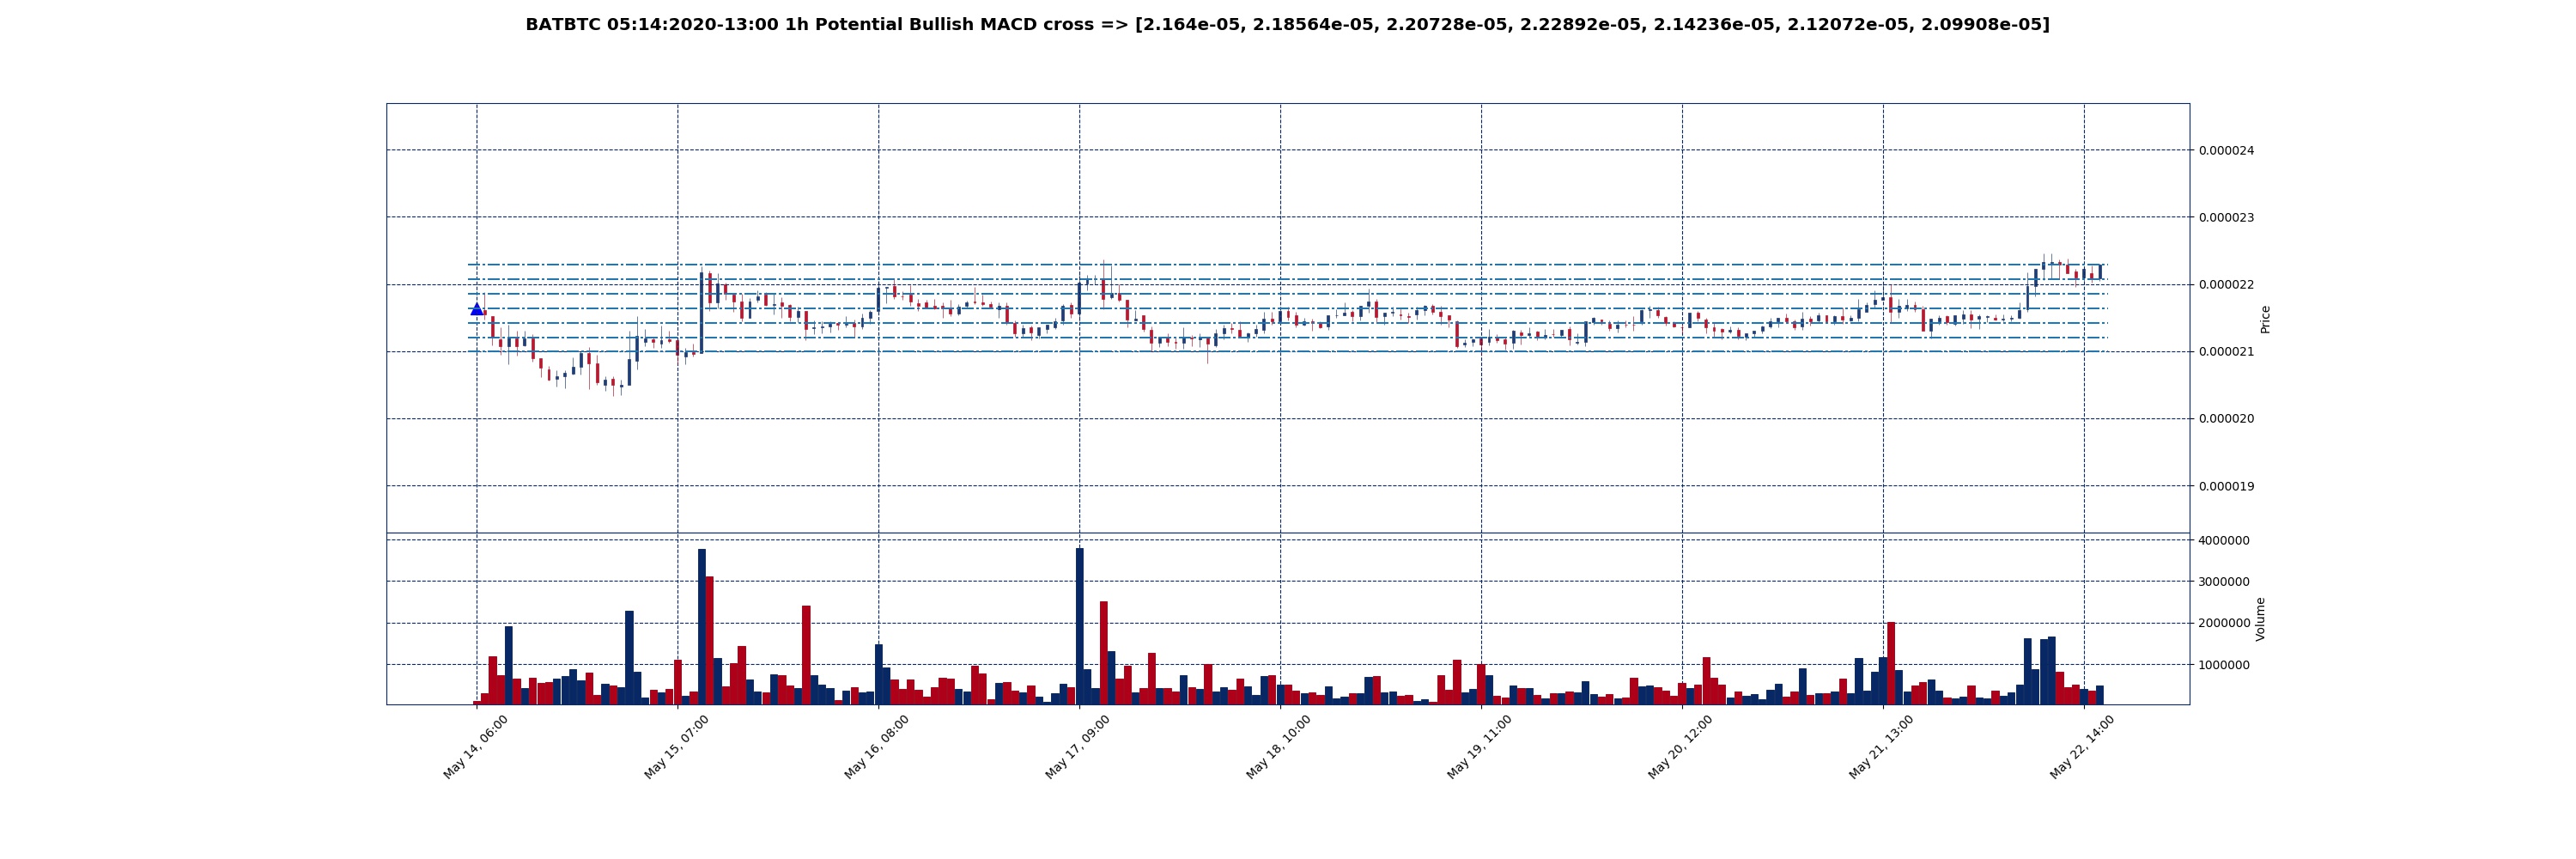 BATBTC 05:14:2020-13:00 1h Potential Bullish MACD cross => [2.164e-05, 2.18564e-05, 2.20728e-05, 2.22892e-05, 2.14236e-05, 2.12072e-05, 2.09908e-05]
0.000024
0.000023
0.000022
0.000021
0.000020
0.000019
Price
4000000
3000000
2000000
1000000
Volume
May 14, 06:00
May 15, 07:00
May 16, 08:00
May 17, 09:00
May 18, 10:00
May 19, 11:00
May 20, 12:00
May 21, 13:00
May 22, 14:00